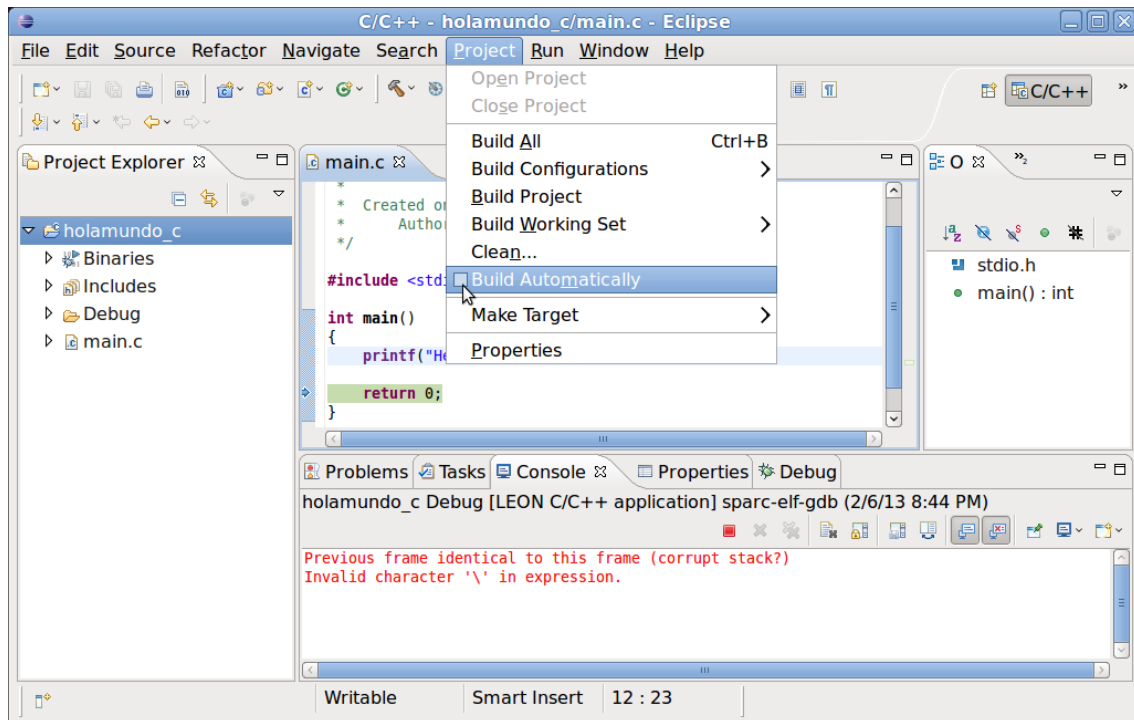 C/C++ - holamundo_c/main.c - Eclipse
File Edit Source Refactor Navigate Search Project Run Window Help
Open Project
Close Project
Build All Ctrl+B
Build Configurations
Build Project
Build Working Set
Clean...
Build Automatically
Make Target
Properties
010
C/C++
»
Project Explorer
holamundo_c
Binaries
Includes
Debug
main.c
main.c
*
* Created
*
*/
#include
int main()
{
printf(
return 0;
}
O
»2
stdio.h
main() : int
Problems Tasks Console Properties Debug
holamundo_c Debug [LEON C/C++ application] sparc-elf-gdb (2/6/13 8:44 PM)
Previous frame identical to this frame (corrupt stack?)
Invalid character '\' in expression.
Writable Smart Insert 12 : 23